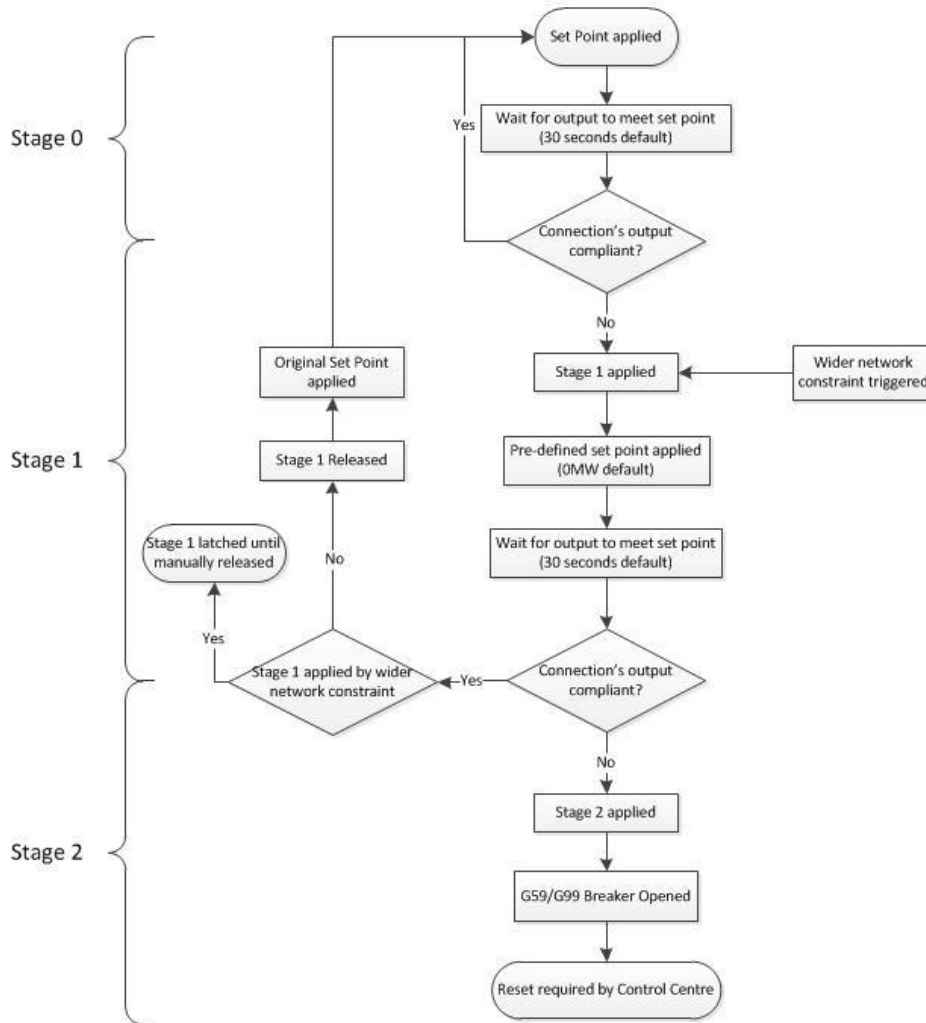 Set Point applied
Stage 0
Wait for output to meet set point
(30 seconds default)
Yes
Connection's output
compliant?
No
Original Set Point
applied
Stage 1 applied
Wider network
constraint triggered
Stage 1
Stage 1 Released
Pre-defined set point applied
(0MW default)
Stage 1 latched until
manually released
No
Wait for output to meet set point
(30 seconds default)
Yes
Stage 1 applied by wider
network constraint
Yes
Connection's output
compliant?
No
Stage 2 applied
Stage 2
G59/G99 Breaker Opened
Reset required by Control Centre